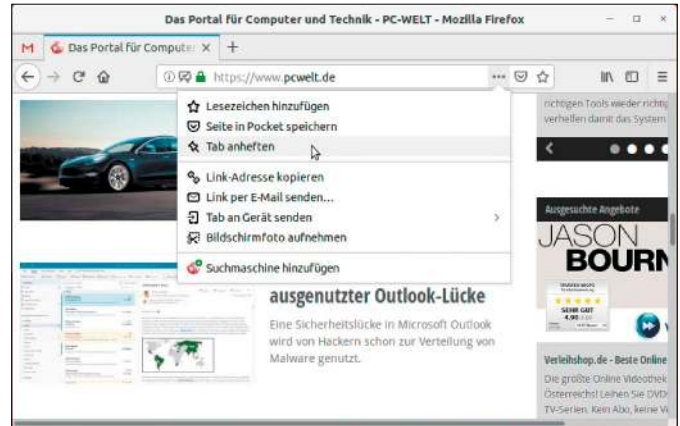 Das Portal für Computer und Technik - PC-WELT - Mozilla Firefox
Das Portal für Compute
https://www.pcwelt.de
Lesezeichen hinzufügen
Seite in Pocket speichern
Tab anheften
Link-Adresse kopieren
Link per E-Mail senden...
Tab an Gerät senden
Bildschirmfoto aufnehmen
Suchmaschine hinzufügen
ausgenutzter Outlook-Lücke
Eine Sicherheitslücke in Microsoft Outlook
wird von Hackern schon zur Verteilung von
Malware genutzt.
richtigen Tools wieder richtig
verhelfen damit das System
Ausgesuchte Angebote
JASON
BOURN
SEHR GUT
4.90
Verleihshop.de - Beste Online
Die größte Online Videothek
Österreichs! Leihen Sie DVD
TV-Serien. Kein Abo, keine V